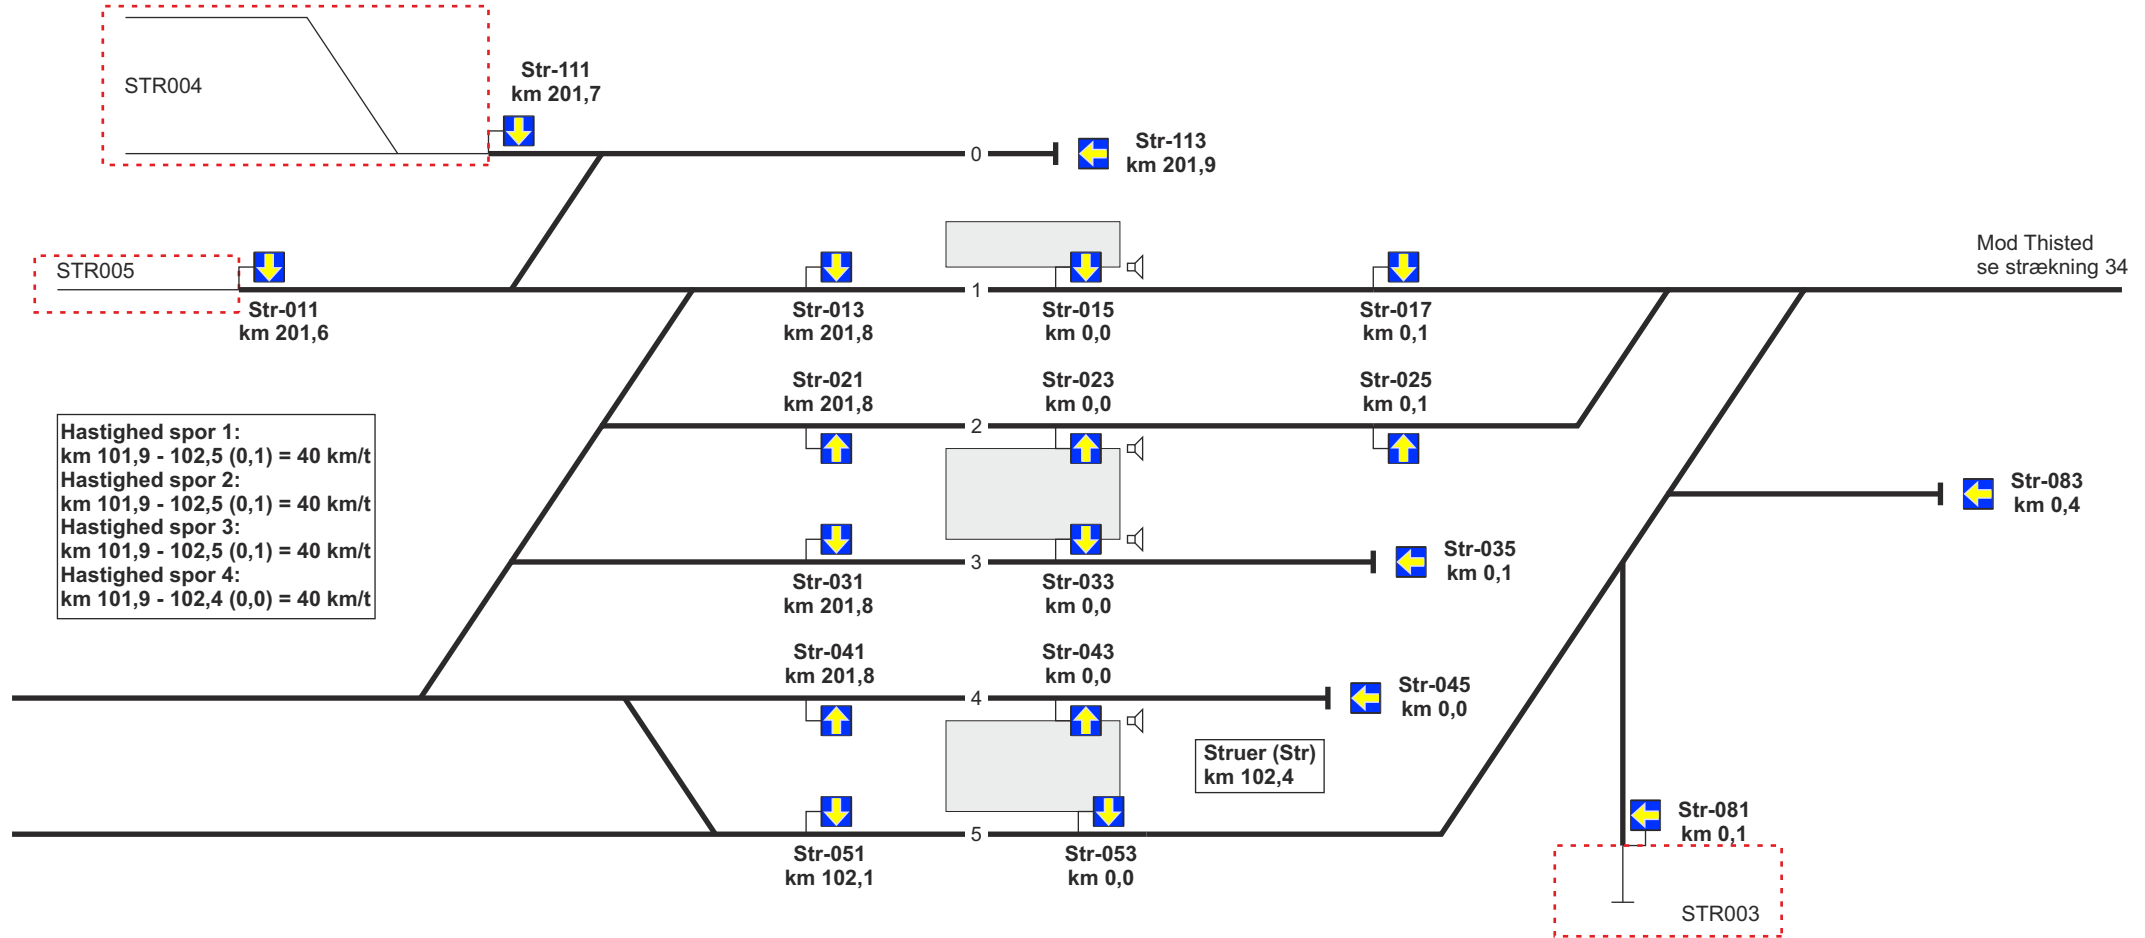 STR004
Str-111
km 201,7
0
Str-113
km 201,9
STR005
Str-011
km 201,6
1
Str-013
km 201,8
Str-015
km 0,0
Str-017
km 0,1
Mod Thisted
se strækning 34
Str-021
km 201,8
Str-023
km 0,0
Str-025
km 0,1
2
Hastighed spor 1:
km 101,9 - 102,5 (0,1) = 40 km/t
Hastighed spor 2:
km 101,9 - 102,5 (0,1) = 40 km/t
Hastighed spor 3:
km 101,9 - 102,5 (0,1) = 40 km/t
Hastighed spor 4:
km 101,9 - 102,4 (0,0) = 40 km/t
Str-083
km 0,4
3
Str-035
km 0,1
Str-031
km 201,8
Str-033
km 0,0
Str-041
km 201,8
Str-043
km 0,0
4
Str-045
km 0,0
Struer (Str)
km 102,4
5
Str-051
km 102,1
Str-053
km 0,0
Str-081
km 0,1
STR003